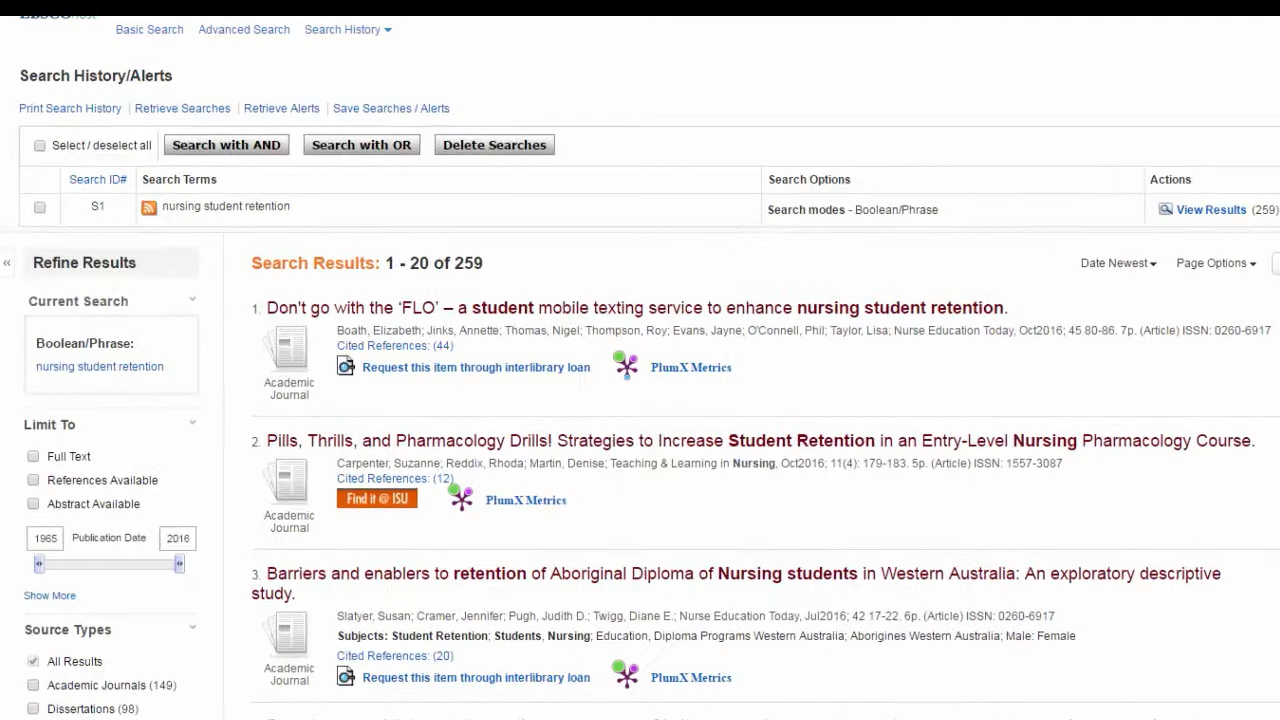 Basic Search Advanced Search Search History
Search History/Alerts
Print Search History Retrieve Searches Retrieve Alerts Save Searches / Alerts
Select / deselect all Search with AND Search with OR Delete Searches
Search ID# Search Terms Search Options Actions
S1 nursing student retention Search modes - Boolean/Phrase View Results (259)
« Refine Results
Current Search
Boolean/Phrase:
nursing student retention
Limit To
Full Text
References Available
Abstract Available
1965 Publication Date 2016
Show More
Source Types
All Results
Academic Journals (149)
Dissertations (98)
Search Results: 1 - 20 of 259 Date Newest Page Options
1. Don't go with the ‘FLO’ – a student mobile texting service to enhance nursing student retention.
Boath, Elizabeth; Jinks, Annette; Thomas, Nigel; Thompson, Roy; Evans, Jayne; O'Connell, Phil; Taylor, Lisa; Nurse Education Today, Oct2016; 45 80-86. 7p. (Article) ISSN: 0260-6917
Cited References: (44)
Request this item through interlibrary loan PlumX Metrics
Academic
Journal
2. Pills, Thrills, and Pharmacology Drills! Strategies to Increase Student Retention in an Entry-Level Nursing Pharmacology Course.
Carpenter, Suzanne; Reddix, Rhoda; Martin, Denise; Teaching & Learning in Nursing, Oct2016; 11(4): 179-183. 5p. (Article) ISSN: 1557-3087
Cited References: (12)
Find it @ ISU PlumX Metrics
Academic
Journal
3. Barriers and enablers to retention of Aboriginal Diploma of Nursing students in Western Australia: An exploratory descriptive
study.
Slatyer, Susan; Cramer, Jennifer; Pugh, Judith D.; Twigg, Diane E.; Nurse Education Today, Jul2016; 42 17-22. 6p. (Article) ISSN: 0260-6917
Subjects: Student Retention; Students, Nursing; Education, Diploma Programs Western Australia; Aborigines Western Australia; Male: Female
Cited References: (20)
Request this item through interlibrary loan PlumX Metrics
Academic
Journal